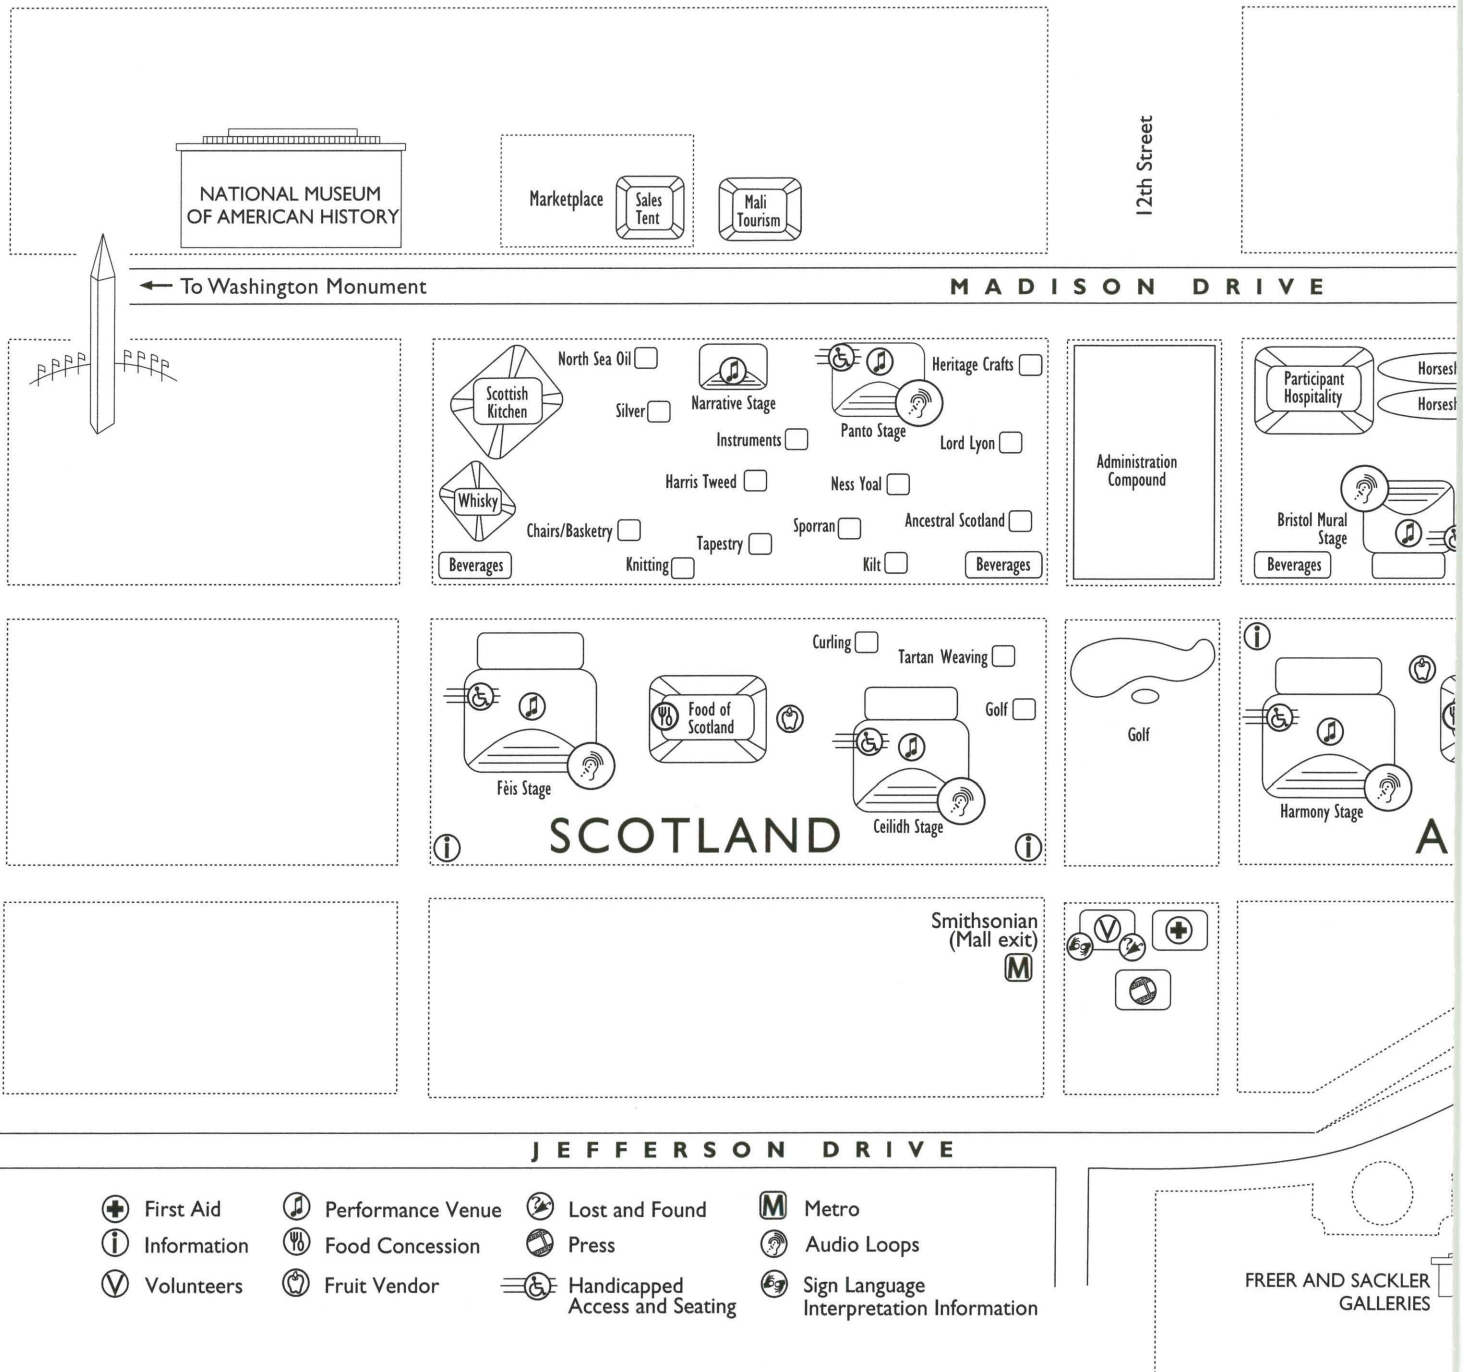 12th Street
NATIONAL MUSEUM
OF AMERICAN HISTORY
Marketplace
Sales
Tent
Mali
Tourism
← To Washington Monument
MADISON DRIVE
Scottish
Kitchen
North Sea Oil
Silver
Narrative Stage
Instruments
Panto Stage
Heritage Crafts
Lord Lyon
Harris Tweed
Ness Yoal
Whisky
Chairs/Basketry
Tapestry
Sporran
Ancestral Scotland
Beverages
Knitting
Kilt
Beverages
Administration
Compound
Participant
Hospitality
Horsesh
Horsesh
Bristol Mural
Stage
Beverages
Curling
Tartan Weaving
Golf
Food of
Scotland
Fèis Stage
Ceilidh Stage
SCOTLAND
i
i
Golf
i
Harmony Stage
A
Smithsonian
(Mall exit)
M
V
?
JEFFERSON DRIVE
First Aid
i Information
V Volunteers
Performance Venue
Food Concession
Fruit Vendor
? Lost and Found
Press
Handicapped
Access and Seating
M Metro
Audio Loops
Sign Language
Interpretation Information
FREER AND SACKLER
GALLERIES